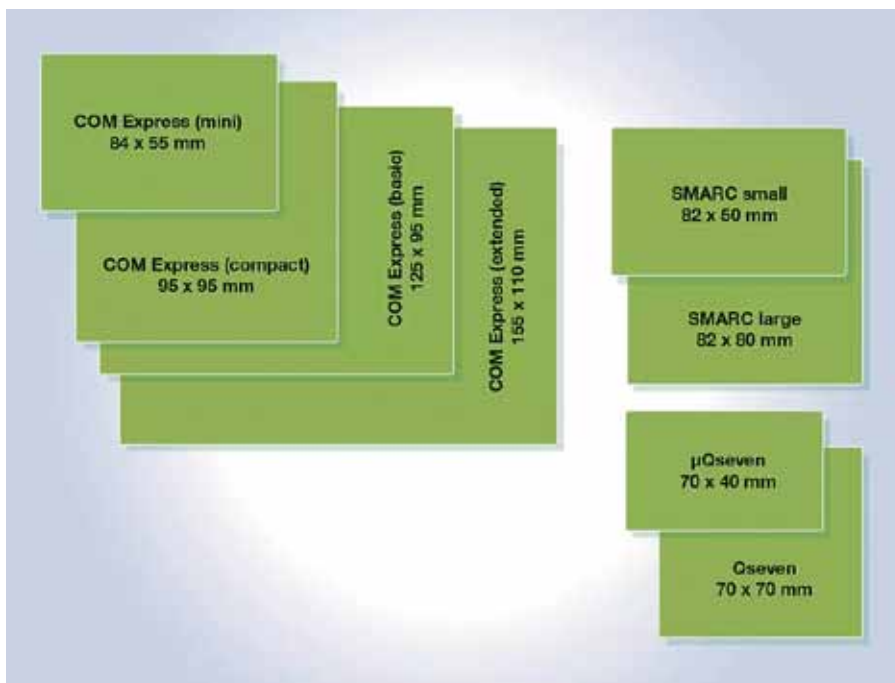 COM Express (mini)
84 x 55 mm
COM Express (compact)
95 x 95 mm
COM Express (basic)
125 x 95 mm
COM Express (extended)
155 x 110 mm
SMARC small
82 x 50 mm
SMARC large
82 x 80 mm
µQseven
70 x 40 mm
Qseven
70 x 70 mm